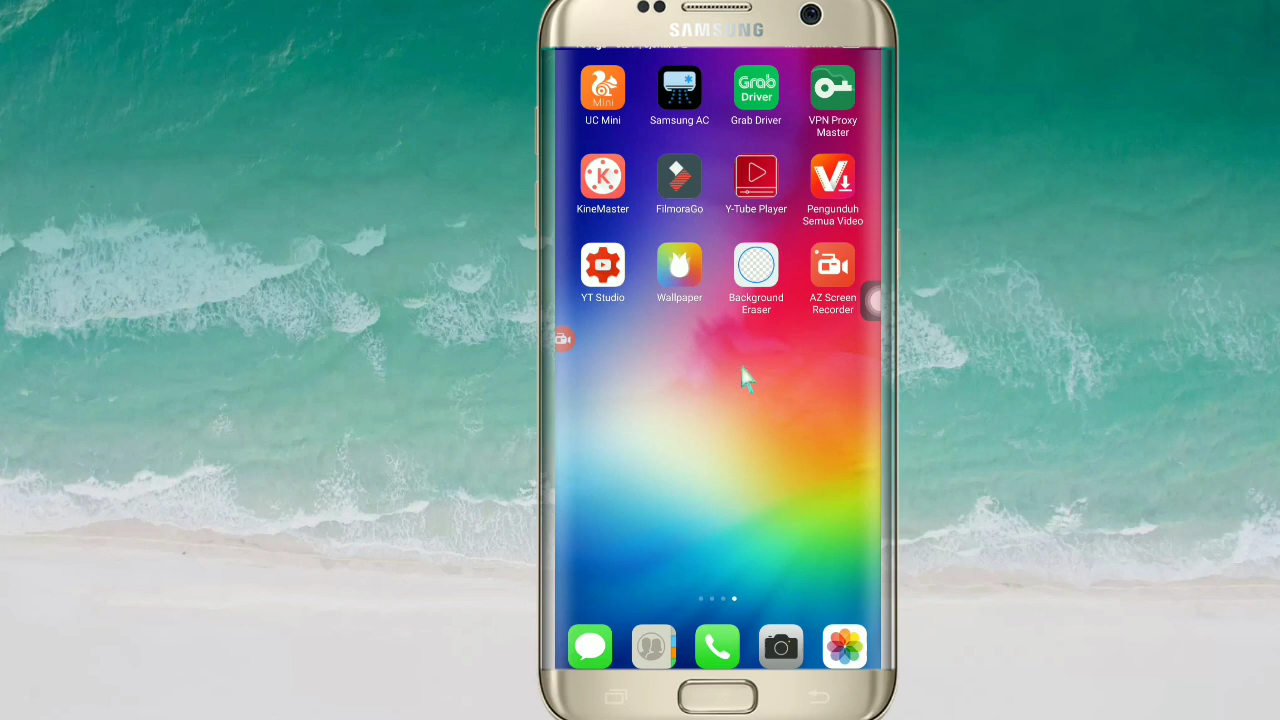 SAMSUNG
Mini
Grab
Driver
UC Mini
Samsung AC
Grab Driver
VPN Proxy
Master
K
KineMaster
FilmoraGo
Y-Tube Player
Pengunduh
Semua Video
YT Studio
Wallpaper
Background
Eraser
AZ Screen
Recorder